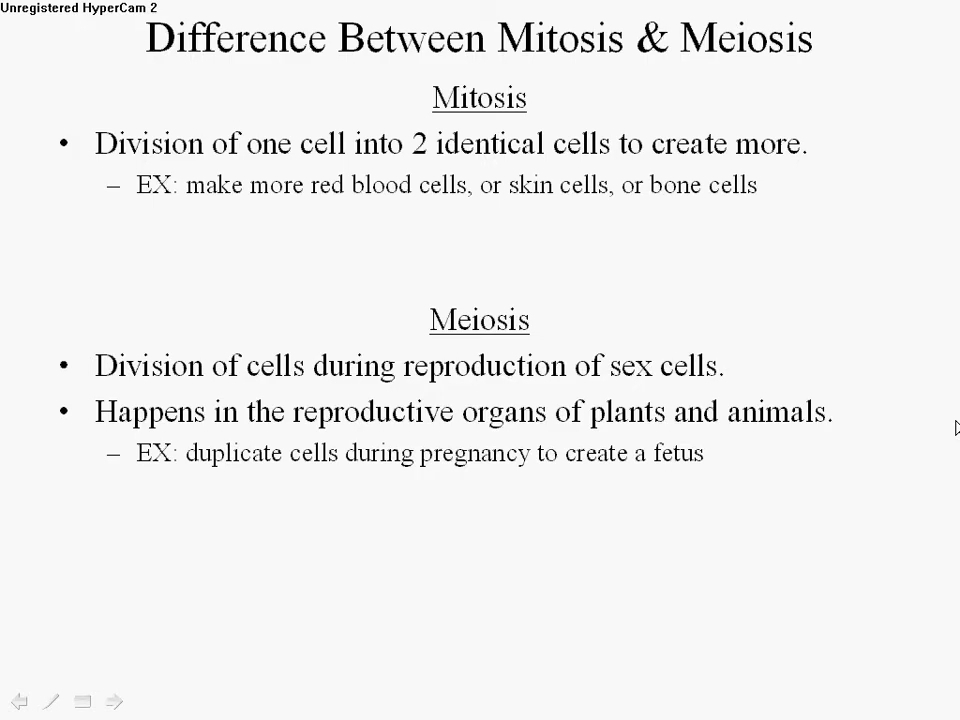 Unregistered HyperCam 2
Difference Between Mitosis & Meiosis
Mitosis
• Division of one cell into 2 identical cells to create more.
– EX: make more red blood cells, or skin cells, or bone cells
Meiosis
• Division of cells during reproduction of sex cells.
• Happens in the reproductive organs of plants and animals.
– EX: duplicate cells during pregnancy to create a fetus